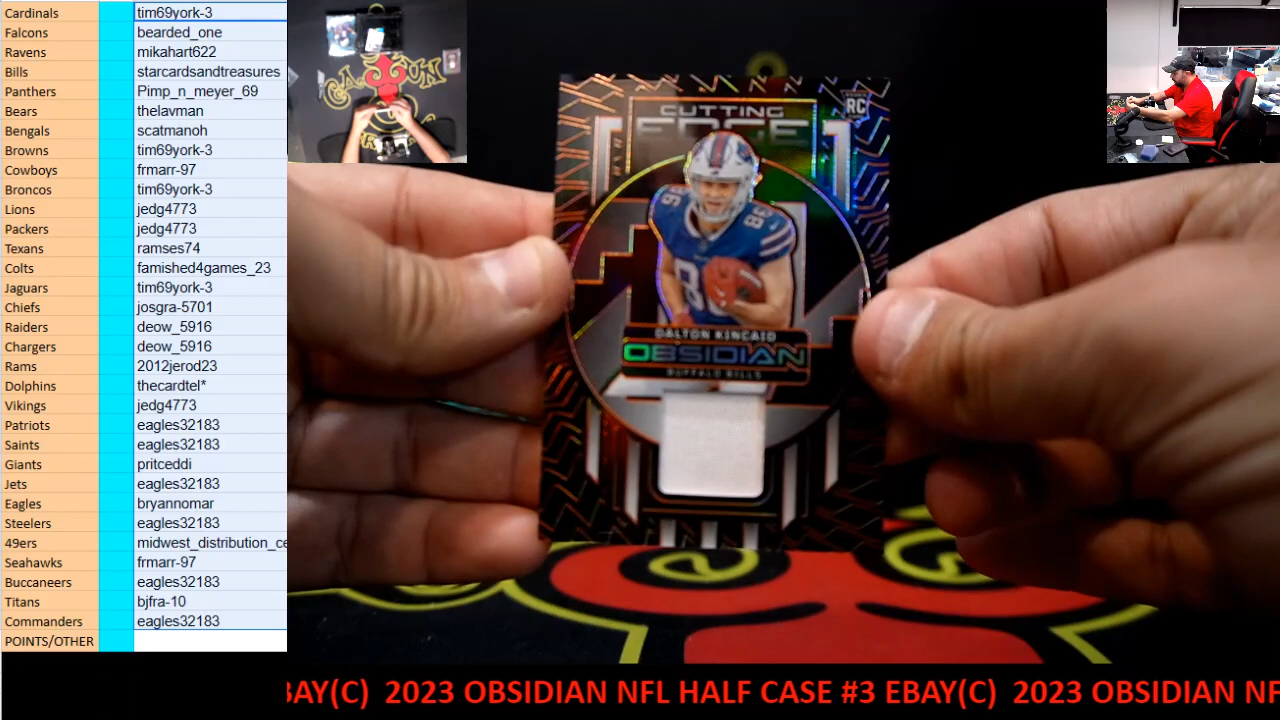 Cardinals tim69york-3
Falcons bearded_one
Ravens mikahart622
Bills starcardsandtreasures
Panthers Pimp_n_meyer_69
Bears thelavman
Bengals scatmanoh
Browns tim69york-3
Cowboys frmarr-97
Broncos tim69york-3
Lions jedg4773
Packers jedg4773
Texans ramses74
Colts famished4games_23
Jaguars tim69york-3
Chiefs josgra-5701
Raiders deow_5916
Chargers deow_5916
Rams 2012jerod23
Dolphins thecardtel*
Vikings jedg4773
Patriots eagles32183
Saints eagles32183
Giants pritceddi
Jets eagles32183
Eagles bryannomar
Steelers eagles32183
49ers midwest_distribution_ce
Seahawks frmarr-97
Buccaneers eagles32183
Titans bjfra-10
Commanders eagles32183
POINTS/OTHER
CUTTING
EDGE
RC
86
86
DALTON KINCAID
OBSIDIAN
BUFFALO BILLS
BAY(C) 2023 OBSIDIAN NFL HALF CASE #3 EBAY(C) 2023 OBSIDIAN NF